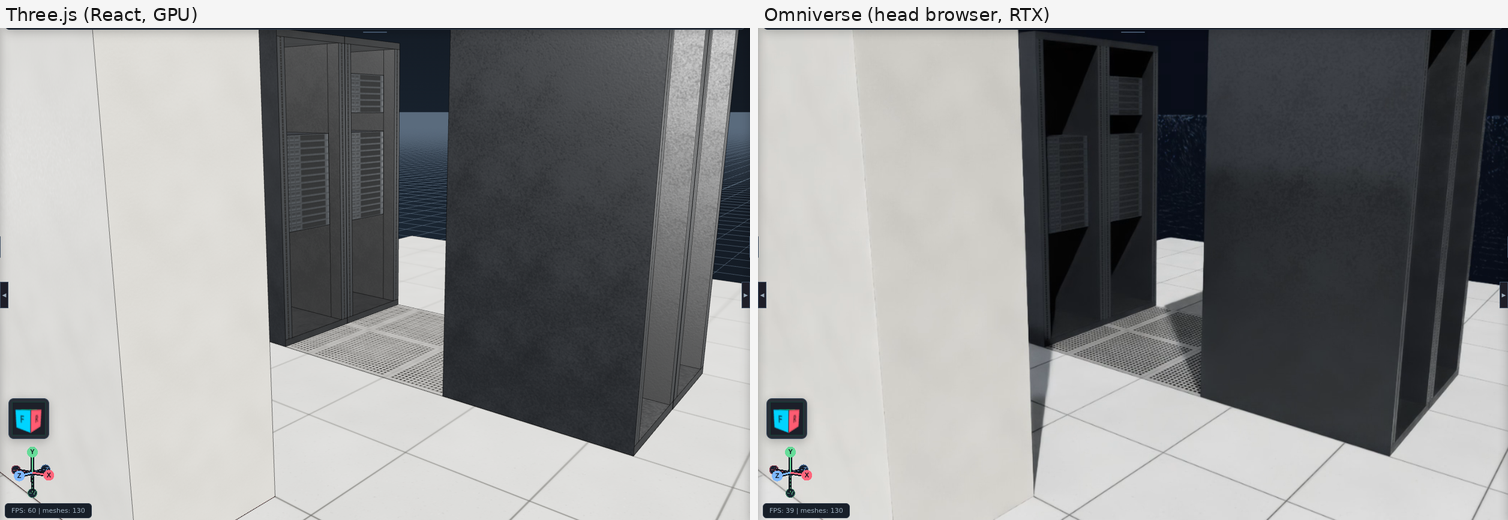 Three.js (React, GPU)
Omniverse (head browser, RTX)
F
Y
Z
X
FPS: 60 | meshes: 130
F
Y
Z
X
FPS: 39 | meshes: 130